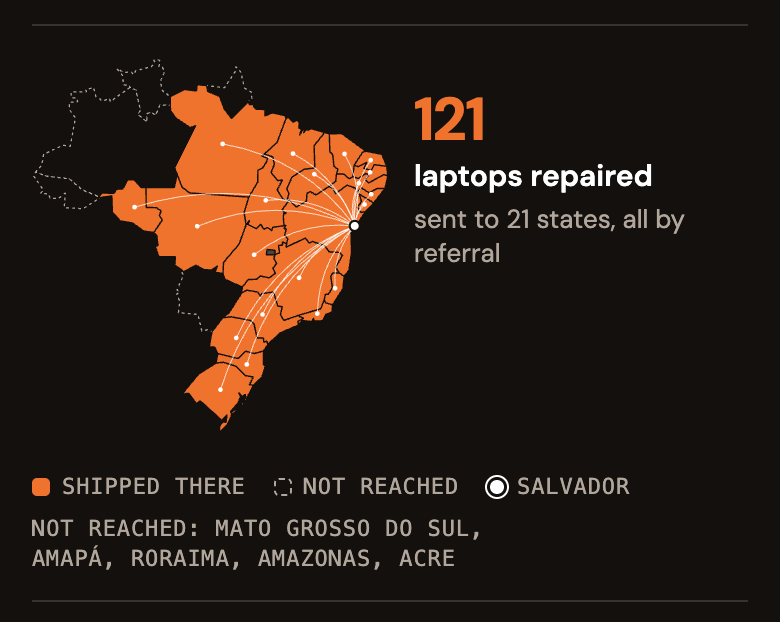 121
laptops repaired
sent to 21 states, all by
referral
SHIPPED THERE
NOT REACHED
SALVADOR
NOT REACHED: MATO GROSSO DO SUL,
AMAPÁ, RORAIMA, AMAZONAS, ACRE